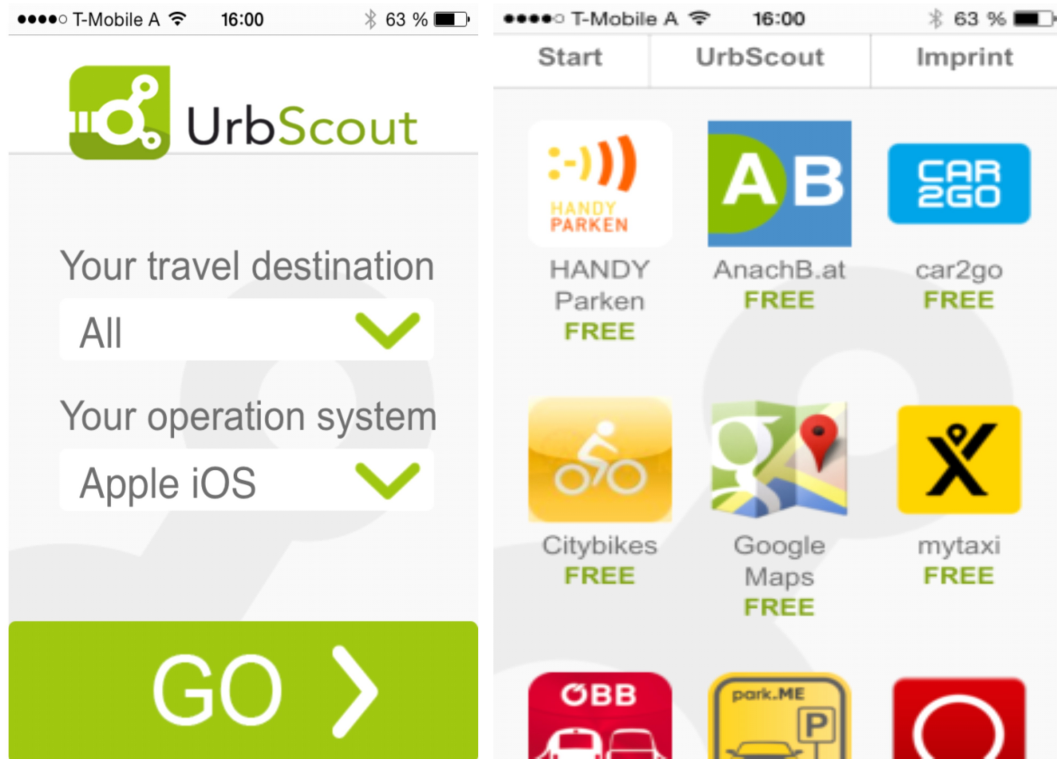 T-Mobile A 16:00 63 %
UrbScout
Your travel destination
All
Your operation system
Apple iOS
GO
T-Mobile A 16:00 63 %
Start UrbScout Imprint
:-)))
HANDY
PARKEN
A B
CAR
2GO
HANDY
Parken
FREE
AnachB.at
FREE
car2go
FREE
g
Citybikes
FREE
Google
Maps
FREE
mytaxi
FREE
ÖBB
park.ME
P